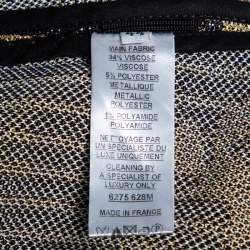 MAIN FABRIC
94% VISCOSE
VISCOSE
5% POLYESTER
METALLIQUE
METALLIC
POLYESTER
1% POLYAMIDE
POLYAMIDE
NETTOYAGE PAR
UN SPECIALISTE DU
LUXE UNIQUEMENT
CLEANING BY
A SPECIALIST OF
LUXURY ONLY
6275 628M
MADE IN FRANCE